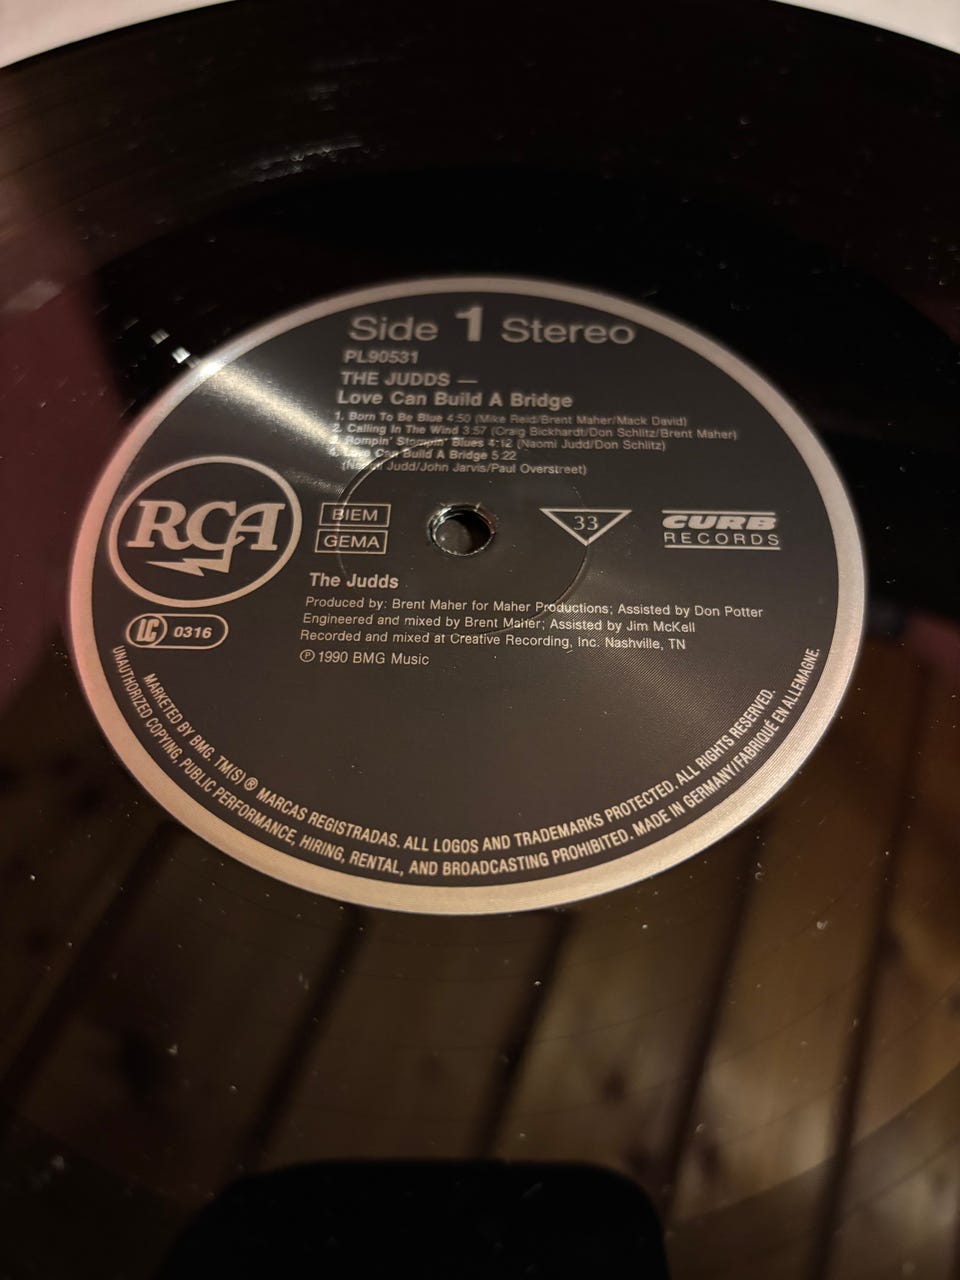 Side 1 Stereo
PL90531
THE JUDDS —
Love Can Build A Bridge
1. Born To Be Blue 4:50 (Mike Reid/Brent Maher/Mack David)
2. Calling In The Wind 3:57 (Craig Bickhardt/Don Schlitz/Brent Maher)
3. Rompin' Stompin' Blues 4:12 (Naomi Judd/Don Schlitz)
4. Love Can Build A Bridge 5:22
(Naomi Judd/John Jarvis/Paul Overstreet)
RCA
BIEM
GEMA
33
CURB
RECORDS
LC 0316
The Judds
Produced by: Brent Maher for Maher Productions; Assisted by Don Potter
Engineered and mixed by Brent Maher; Assisted by Jim McKell
Recorded and mixed at Creative Recording, Inc. Nashville, TN
℗ 1990 BMG Music
MARKETED BY BMG. TM(S) ® MARCAS REGISTRADAS. ALL LOGOS AND TRADEMARKS PROTECTED. ALL RIGHTS RESERVED.
UNAUTHORIZED COPYING, PUBLIC PERFORMANCE, HIRING, RENTAL, AND BROADCASTING PROHIBITED. MADE IN GERMANY/FABRIQUÉ EN ALLEMAGNE.